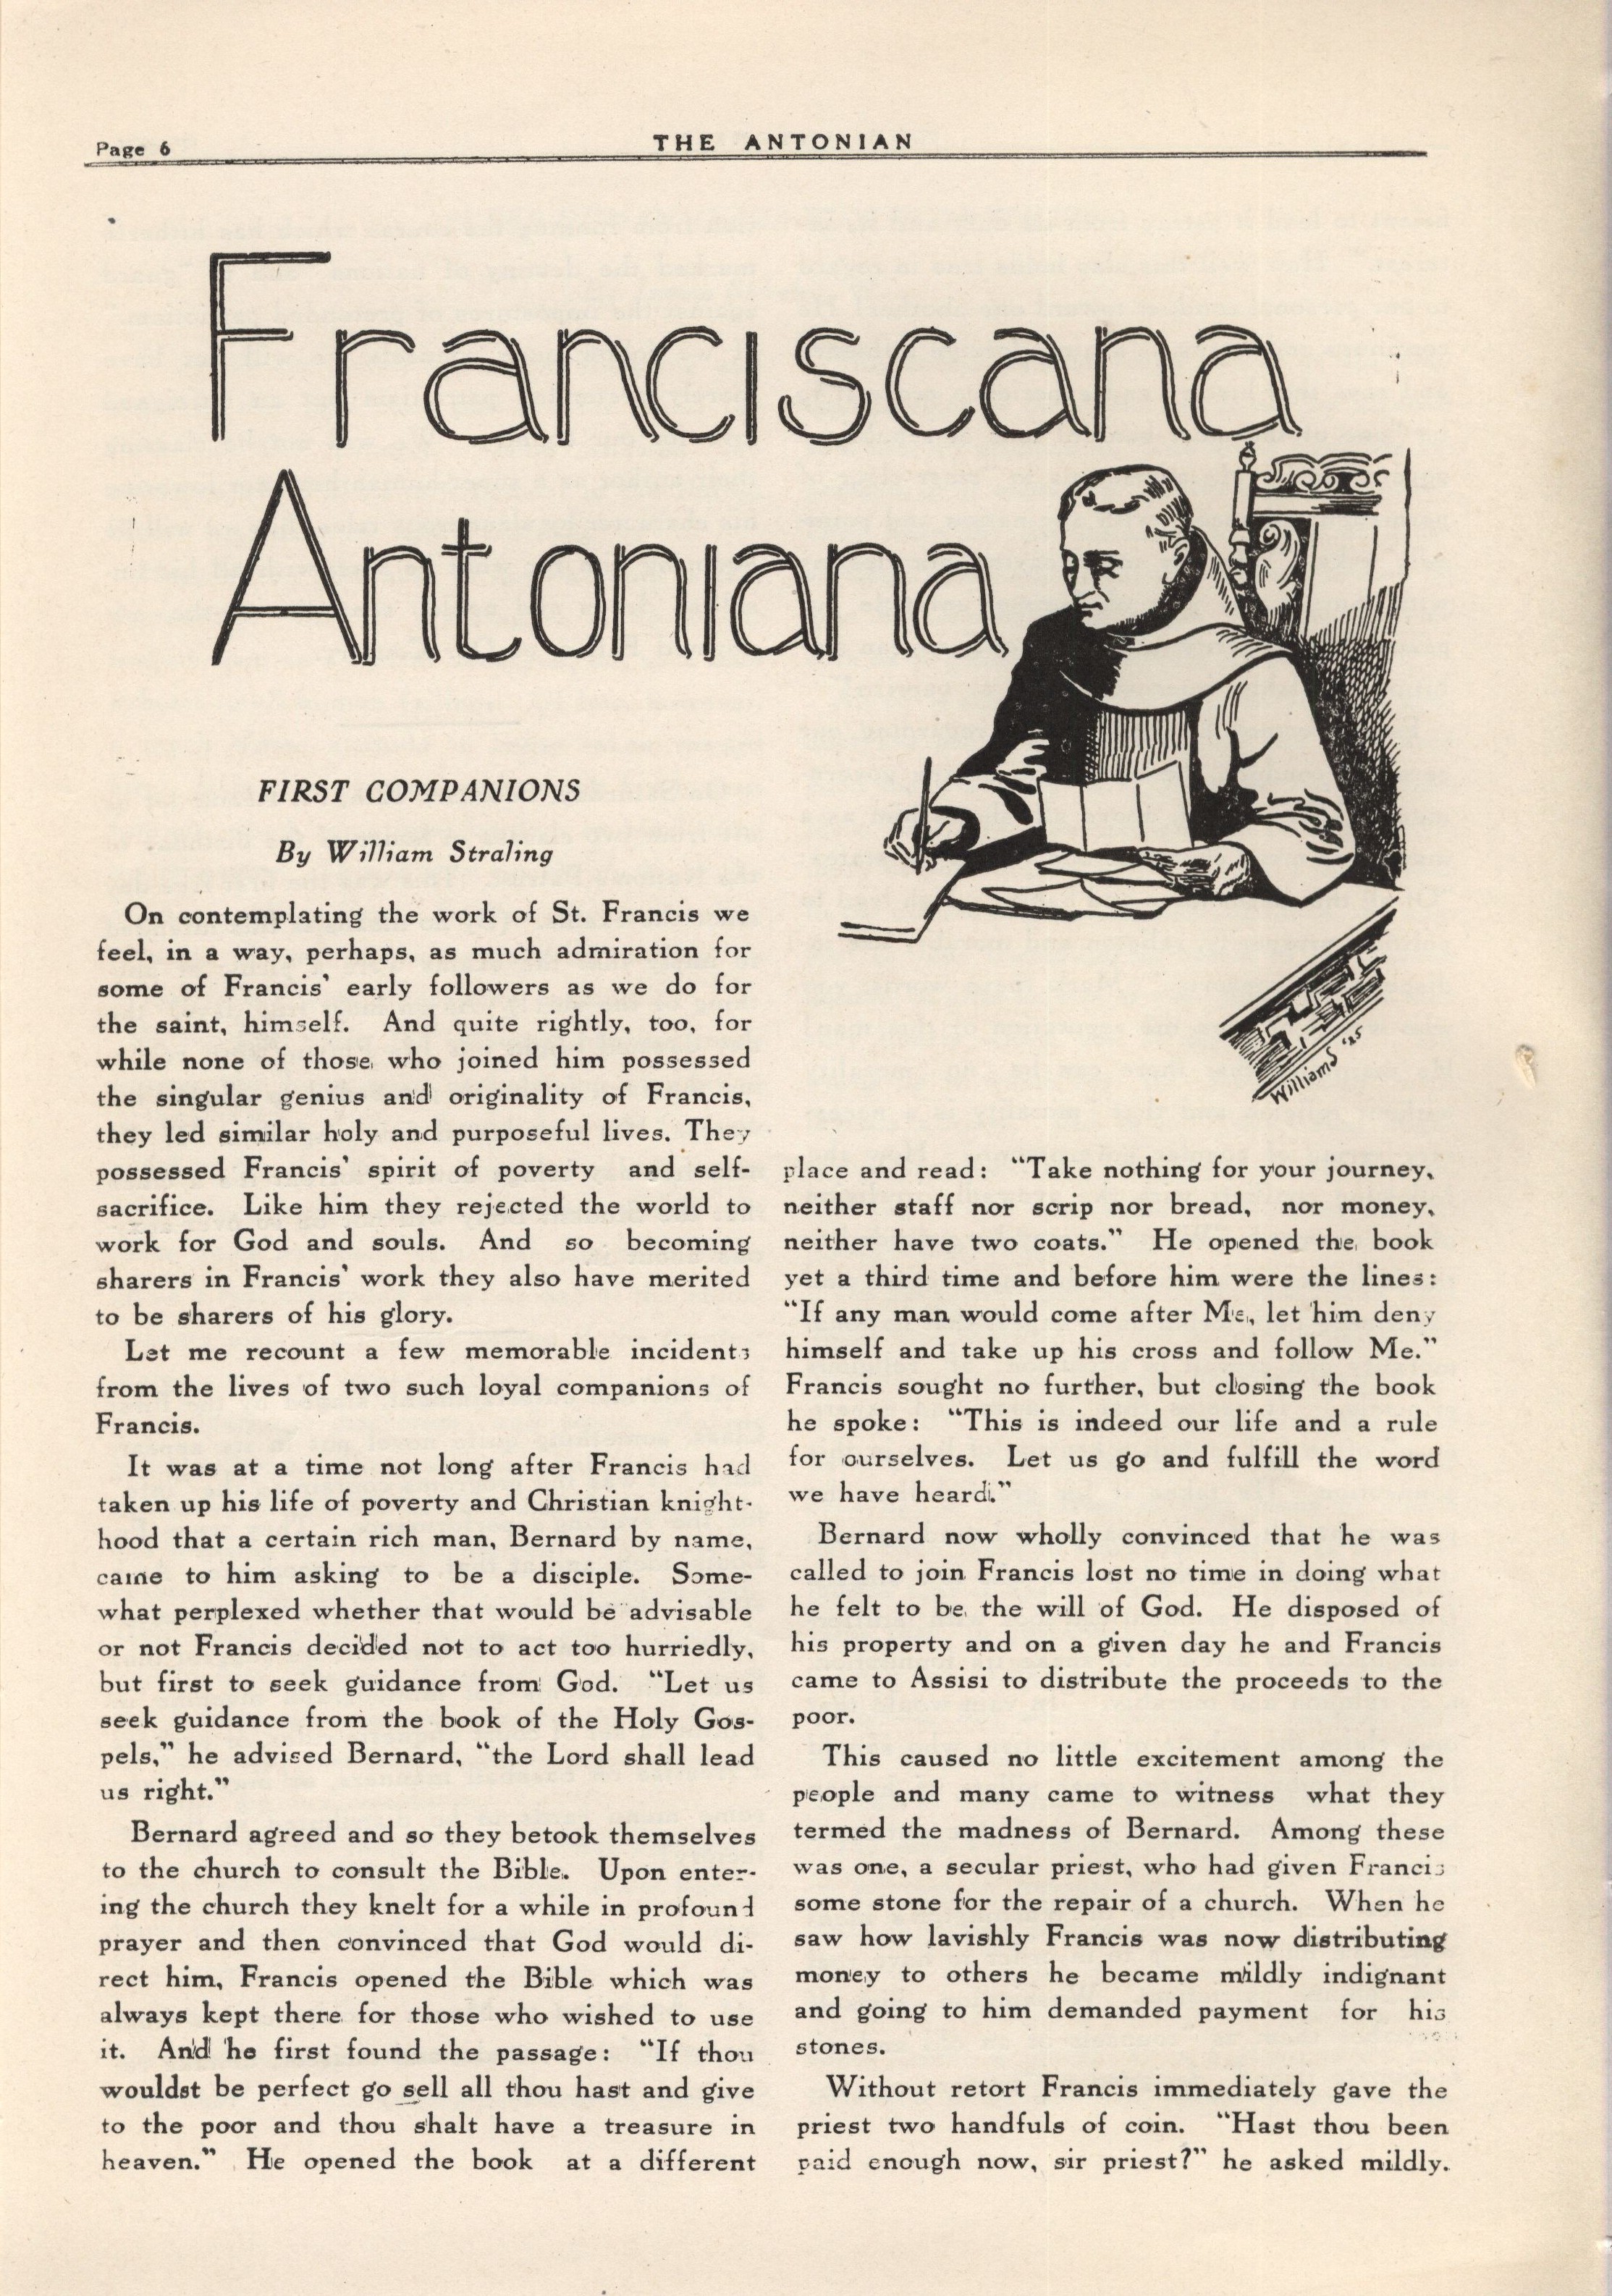 Page 6
THE ANTONIAN
Franciscana
Antoniana
FIRST COMPANIONS
By William Straling
On contemplating the work of St. Francis we
feel, in a way, perhaps, as much admiration for
some of Francis' early followers as we do for
the saint, himself. And quite rightly, too, for
while none of those who joined him possessed
the singular genius and originality of Francis,
they led similar holy and purposeful lives. They
possessed Francis' spirit of poverty and self-
sacrifice. Like him they rejected the world to
work for God and souls. And so becoming
sharers in Francis' work they also have merited
to be sharers of his glory.
Let me recount a few memorable incidents
from the lives of two such loyal companions of
Francis.
It was at a time not long after Francis had
taken up his life of poverty and Christian knight-
hood that a certain rich man, Bernard by name,
came to him asking to be a disciple. Some-
what perplexed whether that would be advisable
or not Francis decided not to act too hurriedly,
but first to seek guidance from God. "Let us
seek guidance from the book of the Holy Gos-
pels," he advised Bernard, "the Lord shall lead
us right."
Bernard agreed and so they betook themselves
to the church to consult the Bible. Upon enter-
ing the church they knelt for a while in profound
prayer and then convinced that God would di-
rect him, Francis opened the Bible which was
always kept there for those who wished to use
it. And he first found the passage: "If thou
wouldst be perfect go sell all thou hast and give
to the poor and thou shalt have a treasure in
heaven." He opened the book at a different
Williams '25
place and read: "Take nothing for your journey,
neither staff nor scrip nor bread, nor money,
neither have two coats." He opened the book
yet a third time and before him were the lines:
"If any man would come after Me, let him deny
himself and take up his cross and follow Me."
Francis sought no further, but closing the book
he spoke: "This is indeed our life and a rule
for ourselves. Let us go and fulfill the word
we have heard."
Bernard now wholly convinced that he was
called to join Francis lost no time in doing what
he felt to be the will of God. He disposed of
his property and on a given day he and Francis
came to Assisi to distribute the proceeds to the
poor.
This caused no little excitement among the
people and many came to witness what they
termed the madness of Bernard. Among these
was one, a secular priest, who had given Francis
some stone for the repair of a church. When he
saw how lavishly Francis was now distributing
money to others he became mildly indignant
and going to him demanded payment for his
stones.
Without retort Francis immediately gave the
priest two handfuls of coin. "Hast thou been
paid enough now, sir priest?" he asked mildly.